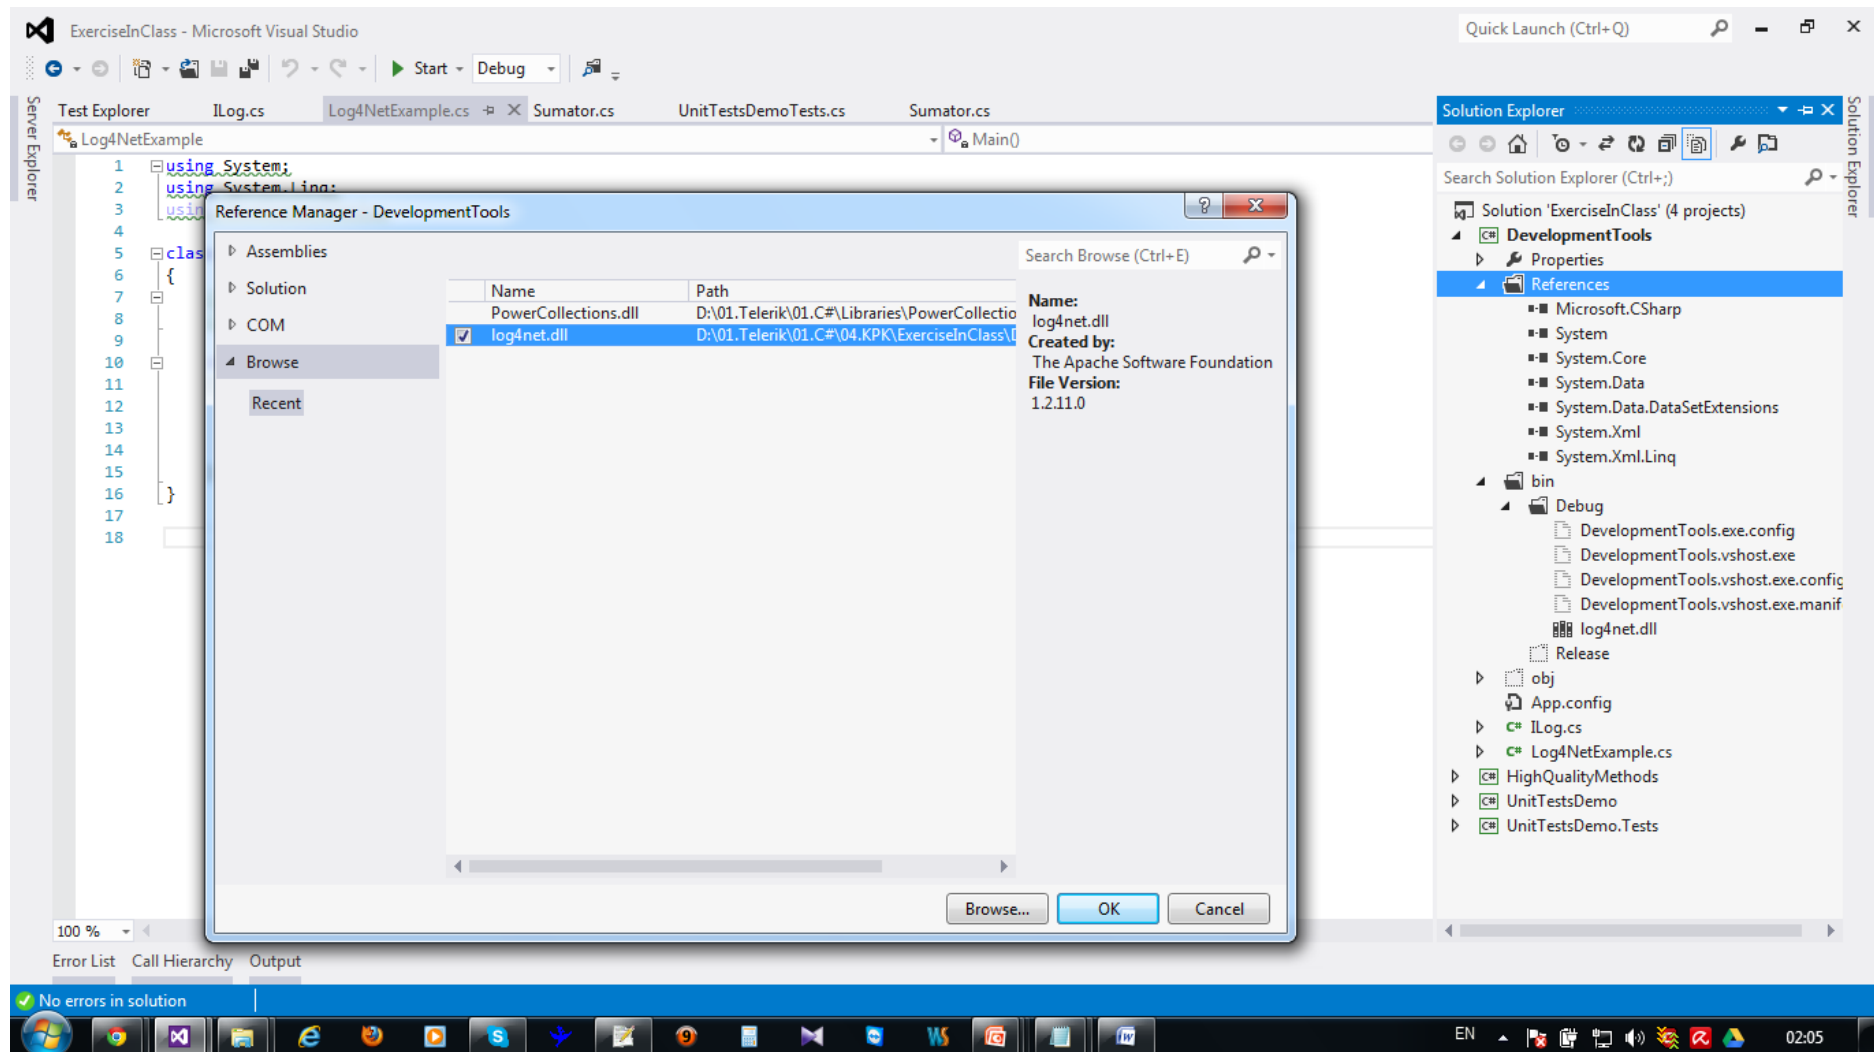 ExerciseInClass - Microsoft Visual Studio
Quick Launch (Ctrl+Q)
Start
Debug
Server Explorer
Test Explorer
ILog.cs
Log4NetExample.cs
Sumator.cs
UnitTestsDemoTests.cs
Sumator.cs
Log4NetExample
Main()
1 using System;
2 using System.Linq;
3 usin
4
5 clas
6 {
7
8
9
10
11
12
13
14
15
16 }
17
18
Reference Manager - DevelopmentTools
?
Assemblies
Solution
COM
Browse
Recent
Name Path
PowerCollections.dll D:\01.Telerik\01.C#\Libraries\PowerCollectio
log4net.dll D:\01.Telerik\01.C#\04.KPK\ExerciseInClass\D
Search Browse (Ctrl+E)
Name:
log4net.dll
Created by:
The Apache Software Foundation
File Version:
1.2.11.0
Browse...
OK
Cancel
Solution Explorer
Search Solution Explorer (Ctrl+;)
Solution 'ExerciseInClass' (4 projects)
C# DevelopmentTools
Properties
References
Microsoft.CSharp
System
System.Core
System.Data
System.Data.DataSetExtensions
System.Xml
System.Xml.Linq
bin
Debug
DevelopmentTools.exe.config
DevelopmentTools.vshost.exe
DevelopmentTools.vshost.exe.config
DevelopmentTools.vshost.exe.manif
log4net.dll
Release
obj
App.config
C# ILog.cs
C# Log4NetExample.cs
C# HighQualityMethods
C# UnitTestsDemo
C# UnitTestsDemo.Tests
Solution Explorer
100 %
Error List
Call Hierarchy
Output
No errors in solution
EN
02:05